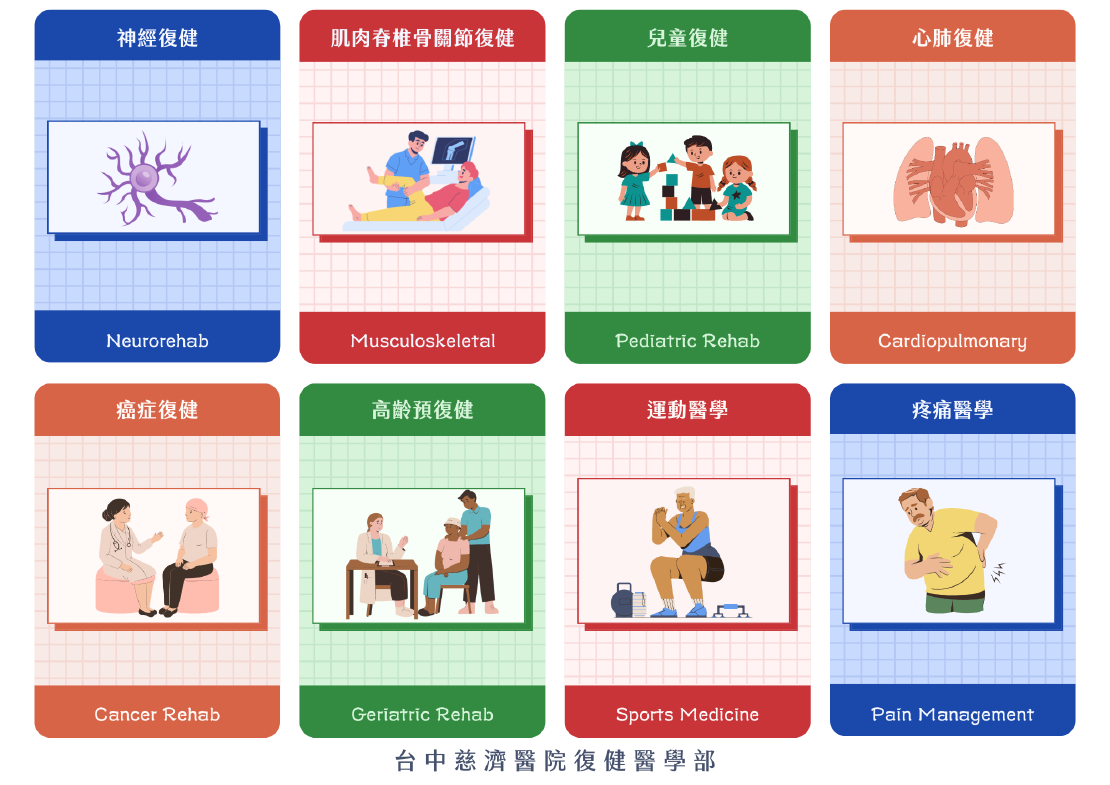 神經復健
肌肉脊椎骨關節復健
兒童復健
心肺復健
Neurorehab
Musculoskeletal
Pediatric Rehab
Cardiopulmonary
癌症復健
高齡預復健
運動醫學
疼痛醫學
Cancer Rehab
Geriatric Rehab
Sports Medicine
Pain Management
台中慈濟醫院復健醫學部